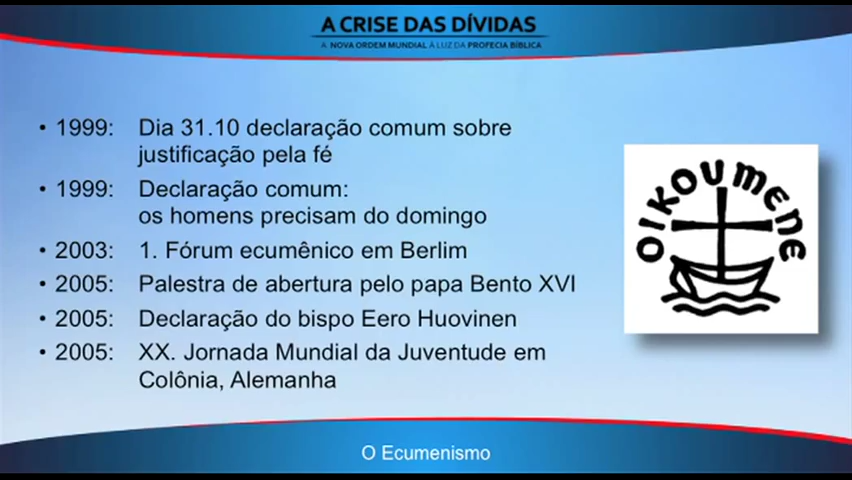 A CRISE DAS DÍVIDAS
A NOVA ORDEM MUNDIAL À LUZ DA PROFECIA BÍBLICA
• 1999: Dia 31.10 declaração comum sobre
justificação pela fé
• 1999: Declaração comum:
os homens precisam do domingo
• 2003: 1. Fórum ecumênico em Berlim
• 2005: Palestra de abertura pelo papa Bento XVI
• 2005: Declaração do bispo Eero Huovinen
• 2005: XX. Jornada Mundial da Juventude em
Colônia, Alemanha
OIKOUMENE
O Ecumenismo